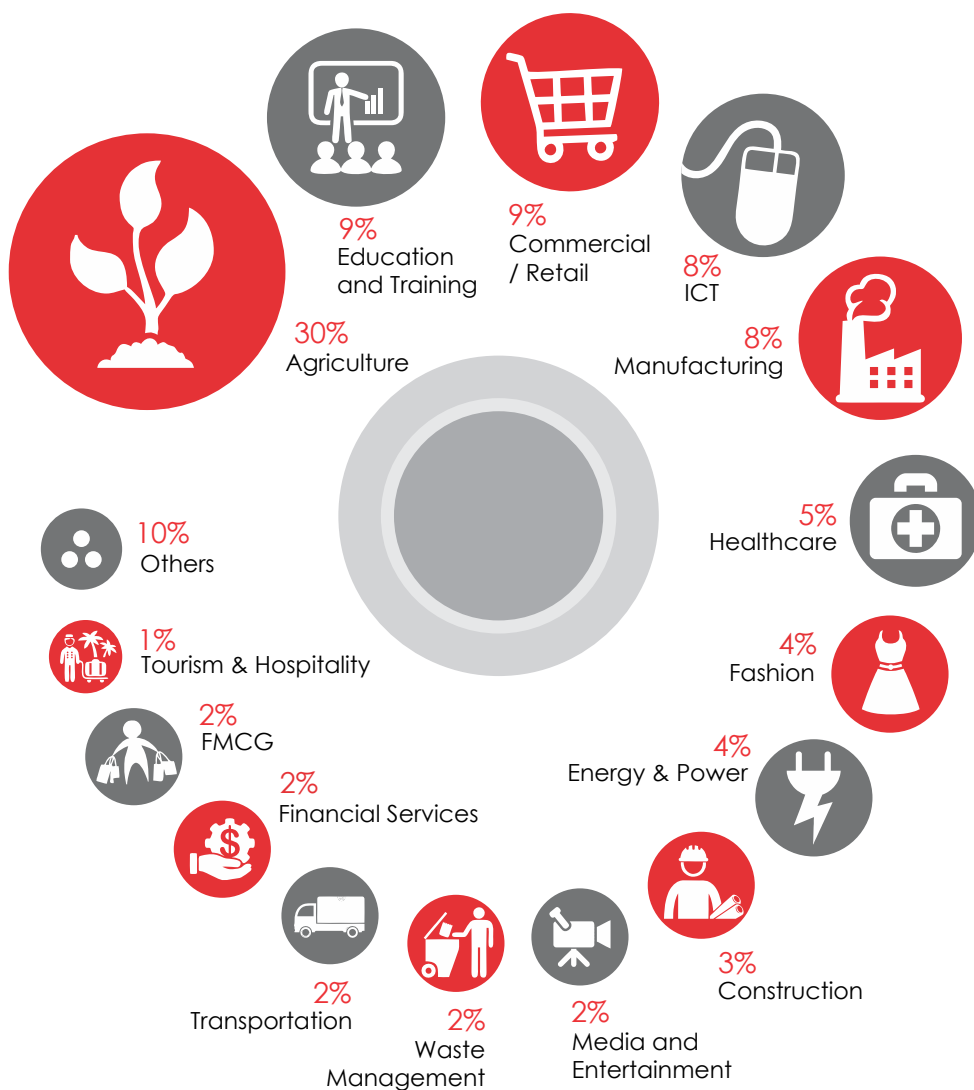 9%
Education
and Training
9%
Commercial
/ Retail
8%
ICT
30%
Agriculture
8%
Manufacturing
5%
Healthcare
10%
Others
4%
Fashion
1%
Tourism & Hospitality
2%
FMCG
4%
Energy & Power
2%
Financial Services
$
3%
Construction
2%
Transportation
2%
Waste
Management
2%
Media and
Entertainment